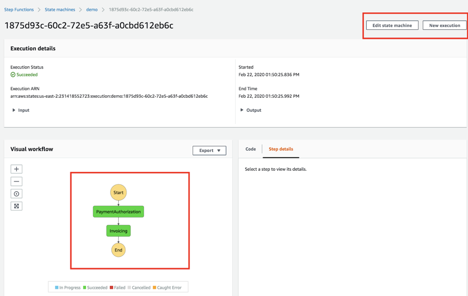 Step Functions > State machines > demo > 1875d93c-60c2-72e5-a63f-a0cbd612eb6c
1875d93c-60c2-72e5-a63f-a0cbd612eb6c
Edit state machine
New execution
Execution details
Execution Status
Succeeded
Started
Feb 22, 2020 01:50:25.836 PM
Execution ARN
arn:aws:states:us-east-2:251418552723:execution:demo:1875d93c-60c2-72e5-a63f-a0cbd612eb6c
End Time
Feb 22, 2020 01:50:25.992 PM
Input
Output
Visual workflow
Export
Code
Step details
Select a step to view its details.
Start
PaymentAuthorization
Invoicing
End
In Progress Succeeded Failed Cancelled Caught Error